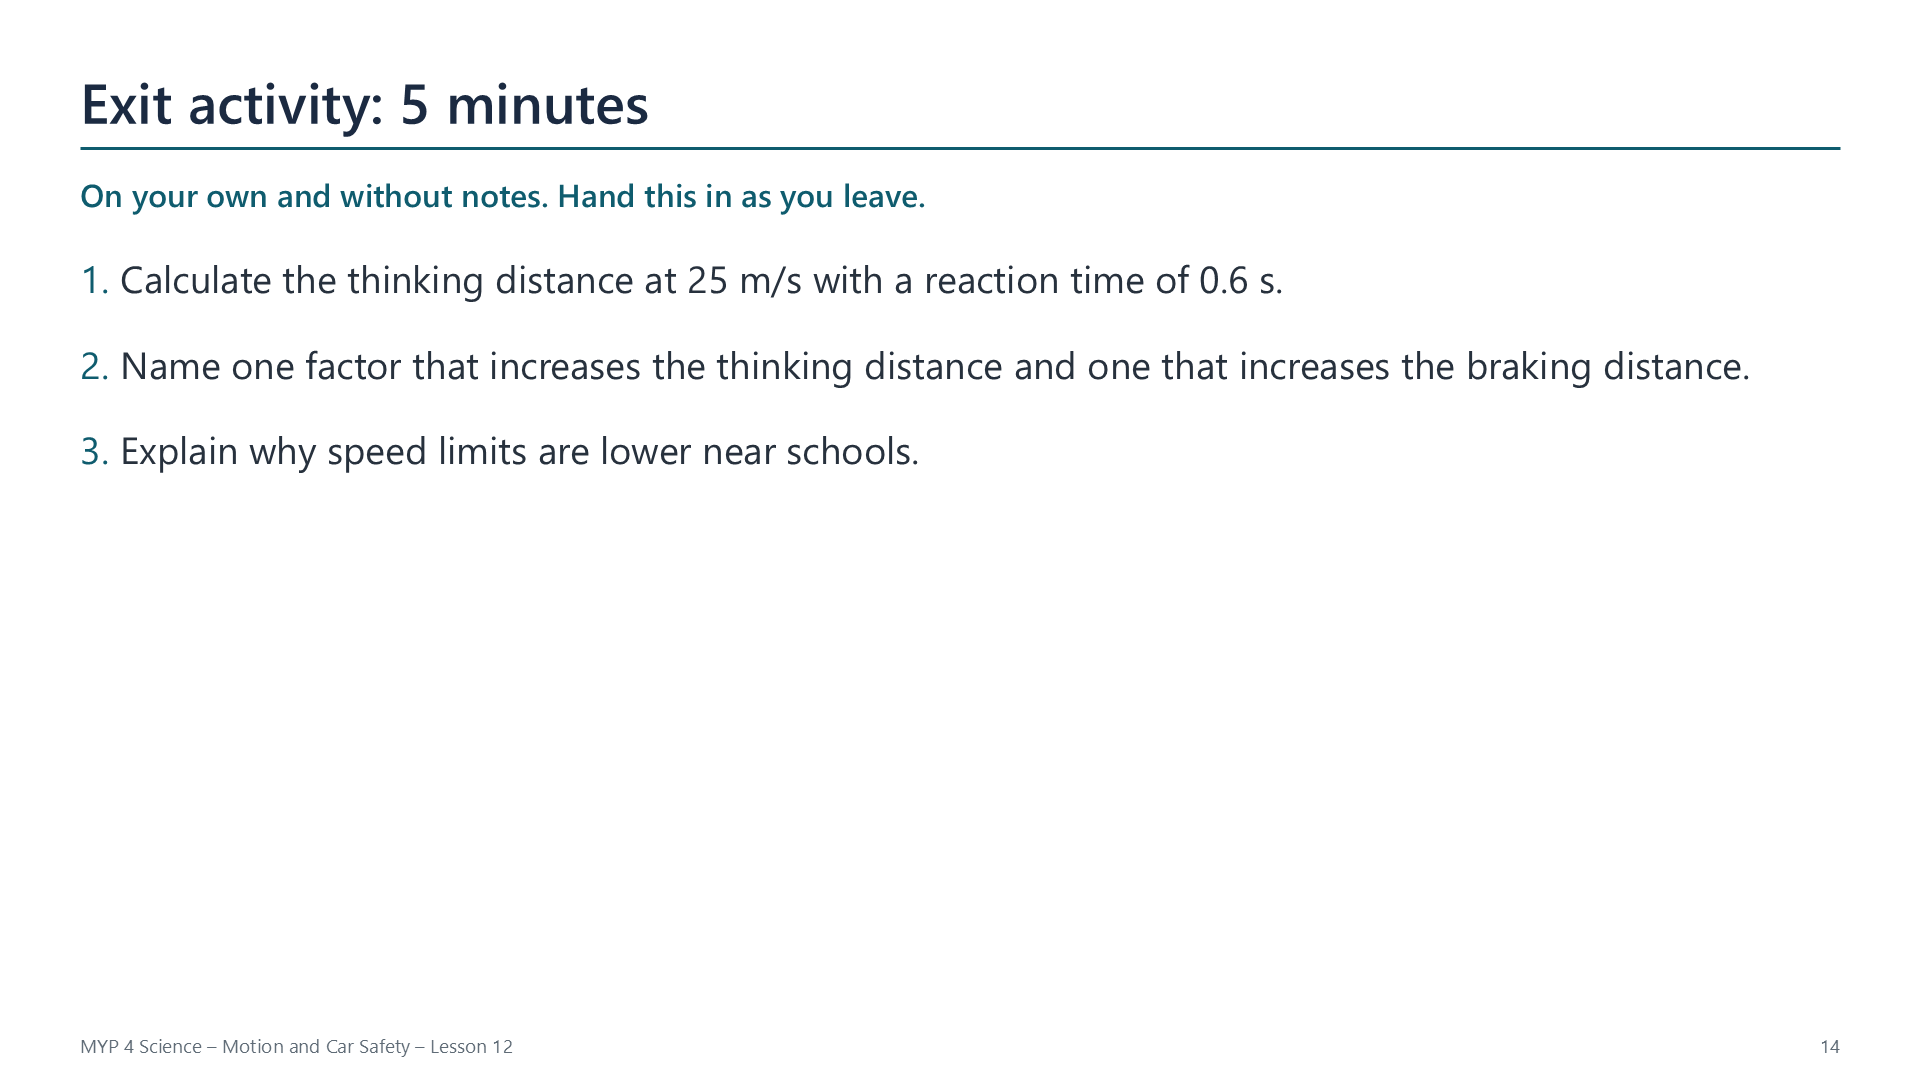 Exit activity: 5 minutes
On your own and without notes. Hand this in as you leave.
1. Calculate the thinking distance at 25 m/s with a reaction time of 0.6 s.
2. Name one factor that increases the thinking distance and one that increases the braking distance.
3. Explain why speed limits are lower near schools.
MYP 4 Science – Motion and Car Safety – Lesson 12
14